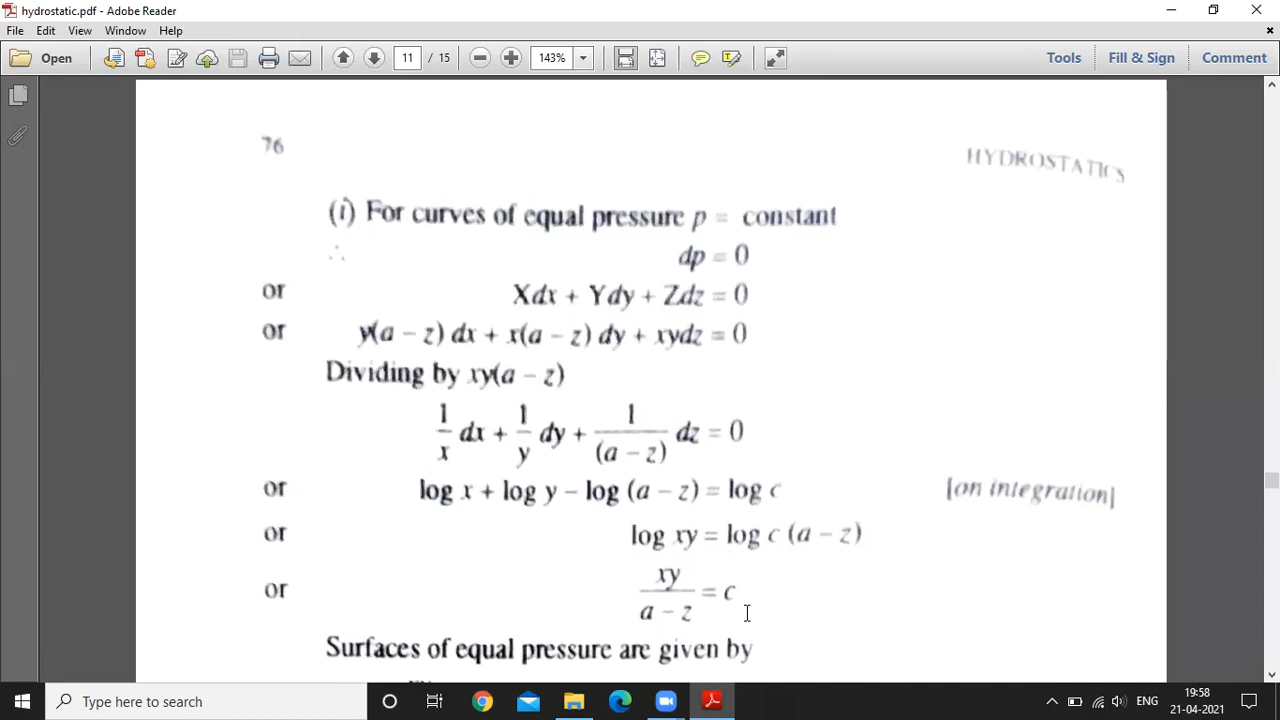 hydrostatic.pdf - Adobe Reader
File Edit View Window Help
Open 11 / 15 143% Tools Fill & Sign Comment
76
HYDROSTATICS
(i) For curves of equal pressure p = constant
∴ dp = 0
or Xdx + Ydy + Zdz = 0
or y(a − z) dx + x(a − z) dy + xydz = 0
Dividing by xy(a − z)
1/x dx + 1/y dy + 1/(a − z) dz = 0
or log x + log y − log (a − z) = log c [on integration]
or log xy = log c (a − z)
or xy/(a − z) = c
Surfaces of equal pressure are given by
Type here to search
ENG
19:58
21-04-2021